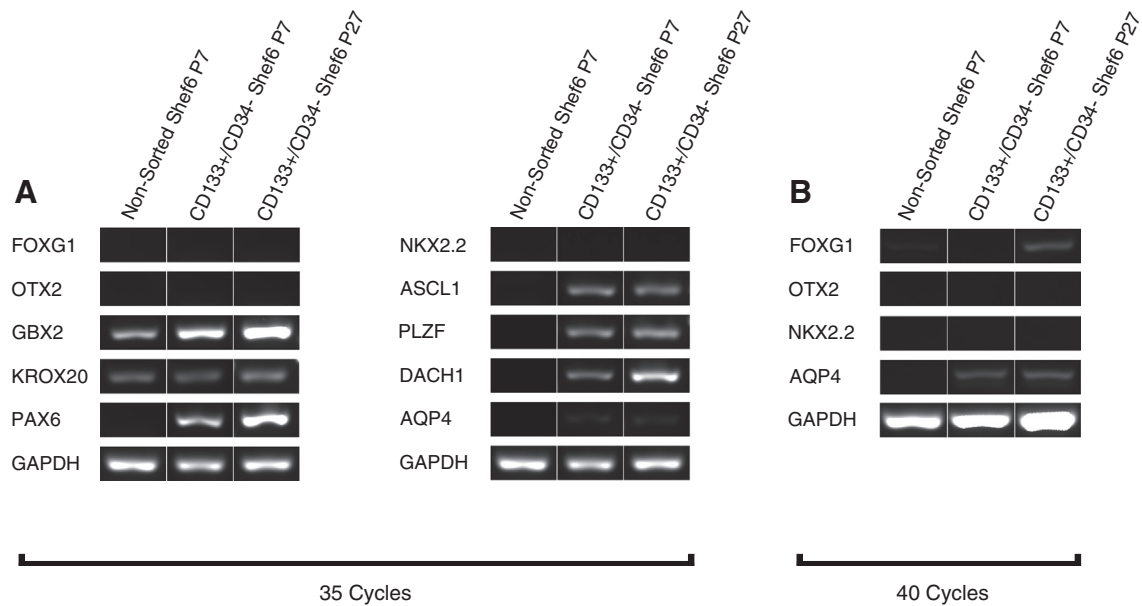 A
Non-Sorted Shef6 P7
CD133+/CD34- Shef6 P7
CD133+/CD34- Shef6 P27
FOXG1
OTX2
GBX2
KROX20
PAX6
GAPDH
Non-Sorted Shef6 P7
CD133+/CD34- Shef6 P7
CD133+/CD34- Shef6 P27
NKX2.2
ASCL1
PLZF
DACH1
AQP4
GAPDH
35 Cycles
B
Non-Sorted Shef6 P7
CD133+/CD34- Shef6 P7
CD133+/CD34- Shef6 P27
FOXG1
OTX2
NKX2.2
AQP4
GAPDH
40 Cycles